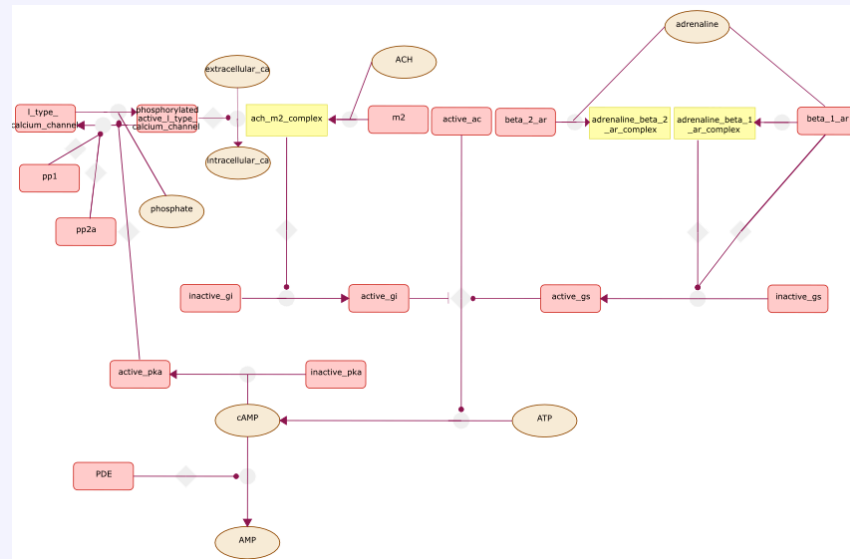 adrenaline
ACH
extracellular_ca
l_type_
calcium_channel
phosphorylated
active_l_type_
calcium_channel
ach_m2_complex
m2
active_ac
beta_2_ar
adrenaline_beta_2
_ar_complex
adrenaline_beta_1
_ar_complex
beta_1_ar
intracellular_ca
pp1
phosphate
pp2a
inactive_gi
active_gi
active_gs
inactive_gs
active_pka
inactive_pka
cAMP
ATP
PDE
AMP